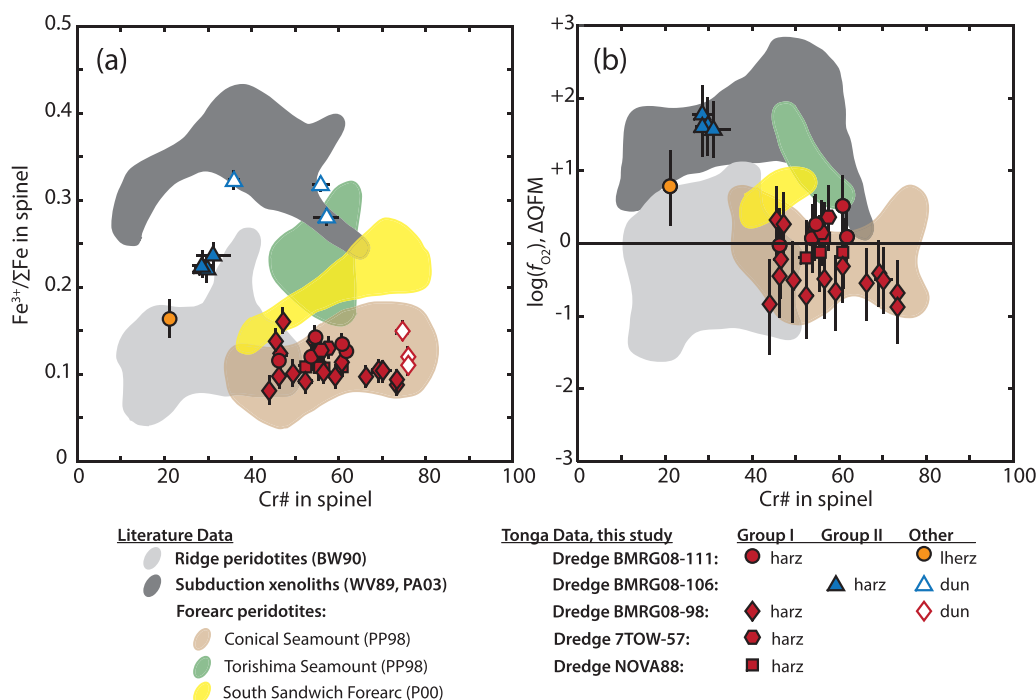 (a)
Fe³⁺/∑Fe in spinel
0.5
0.4
0.3
0.2
0.1
0
0 20 40 60 80 100
Cr# in spinel
(b)
log(fO₂), ΔQFM
+3
+2
+1
0
-1
-2
-3
0 20 40 60 80 100
Cr# in spinel
Literature Data
Ridge peridotites (BW90)
Subduction xenoliths (WV89, PA03)
Forearc peridotites:
Conical Seamount (PP98)
Torishima Seamount (PP98)
South Sandwich Forearc (P00)
Tonga Data, this study Group I Group II Other
Dredge BMRG08-111: harz lherz
Dredge BMRG08-106: harz dun
Dredge BMRG08-98: harz dun
Dredge 7TOW-57: harz
Dredge NOVA88: harz